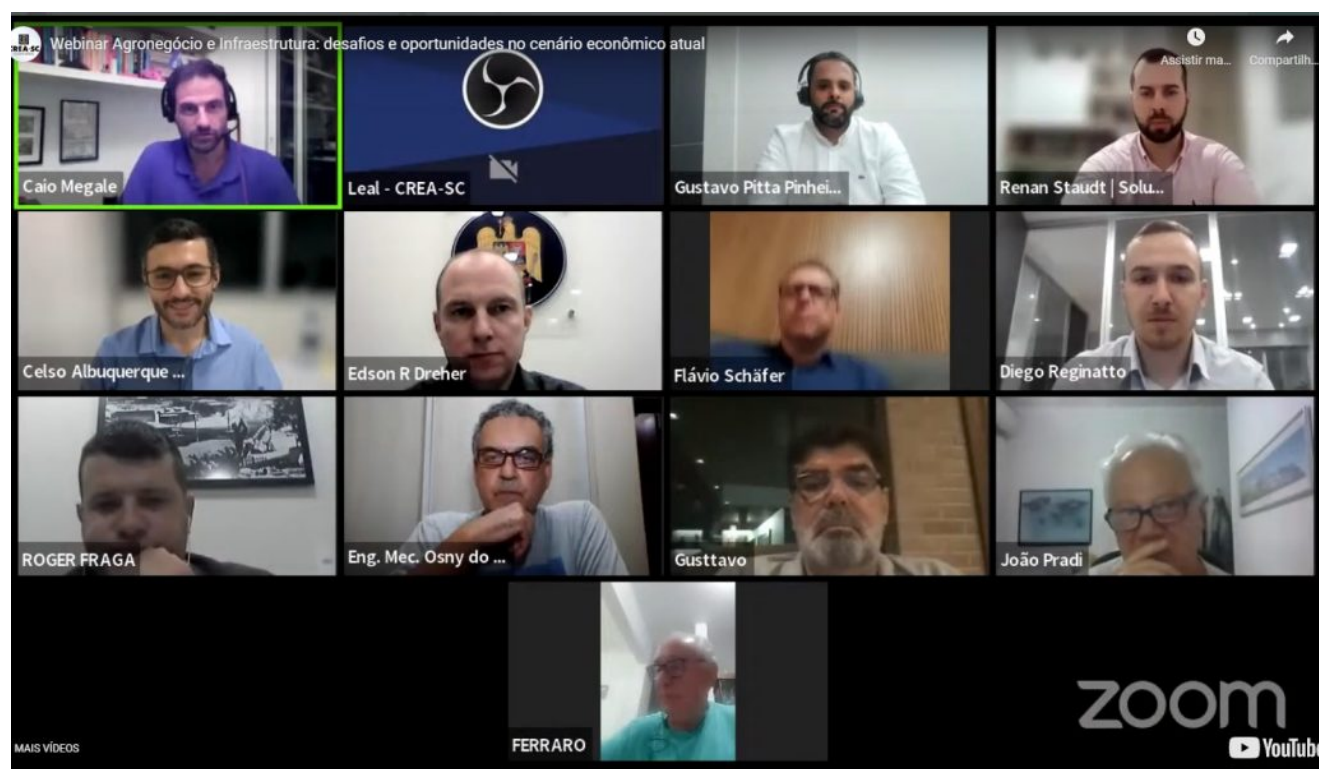 CREA-SC
Webinar Agronegócio e Infraestrutura: desafios e oportunidades no cenário econômico atual
Assistir ma...
Compartilh...
Caio Megale
Leal - CREA-SC
Gustavo Pitta Pinhei...
Renan Staudt | Solu...
Celso Albuquerque ...
Edson R Dreher
Flávio Schäfer
Diego Reginatto
ROGER FRAGA
Eng. Mec. Osny do ...
Gusttavo
João Pradi
FERRARO
zoom
MAIS VÍDEOS
YouTube